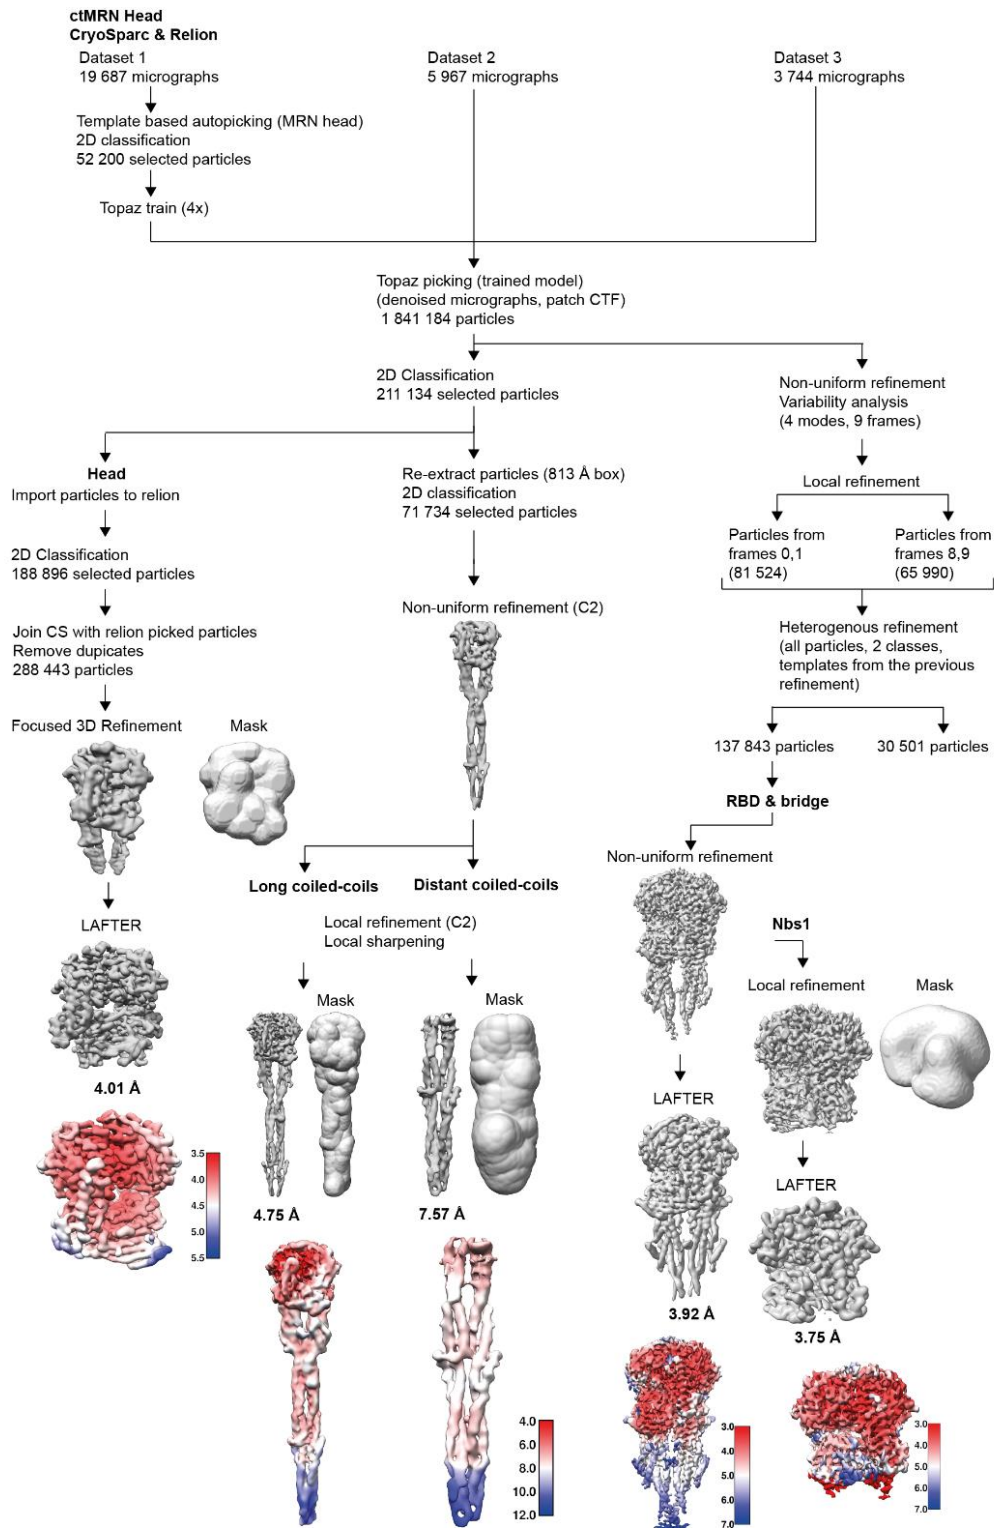 ctMRN Head
CryoSparc & Relion
Dataset 1
19 687 micrographs
Dataset 2
5 967 micrographs
Dataset 3
3 744 micrographs
Template based autopicking (MRN head)
2D classification
52 200 selected particles
Topaz train (4x)
Topaz picking (trained model)
(denoised micrographs, patch CTF)
1 841 184 particles
2D Classification
211 134 selected particles
Non-uniform refinement
Variability analysis
(4 modes, 9 frames)
Head
Import particles to relion
Re-extract particles (813 Å box)
2D classification
71 734 selected particles
Local refinement
Particles from
frames 0,1
(81 524)
Particles from
frames 8,9
(65 990)
2D Classification
188 896 selected particles
Non-uniform refinement (C2)
Join CS with relion picked particles
Remove dupicates
288 443 particles
Heterogenous refinement
(all particles, 2 classes,
templates from the previous
refinement)
Focused 3D Refinement
Mask
137 843 particles
30 501 particles
RBD & bridge
Non-uniform refinement
Long coiled-coils
Distant coiled-coils
Local refinement (C2)
Local sharpening
LAFTER
Nbs1
Local refinement
Mask
Mask
Mask
4.01 Å
LAFTER
3.5
4.0
4.5
5.0
5.5
4.75 Å
7.57 Å
LAFTER
3.92 Å
3.75 Å
4.0
6.0
8.0
10.0
12.0
3.0
4.0
5.0
6.0
7.0
3.0
4.0
5.0
6.0
7.0